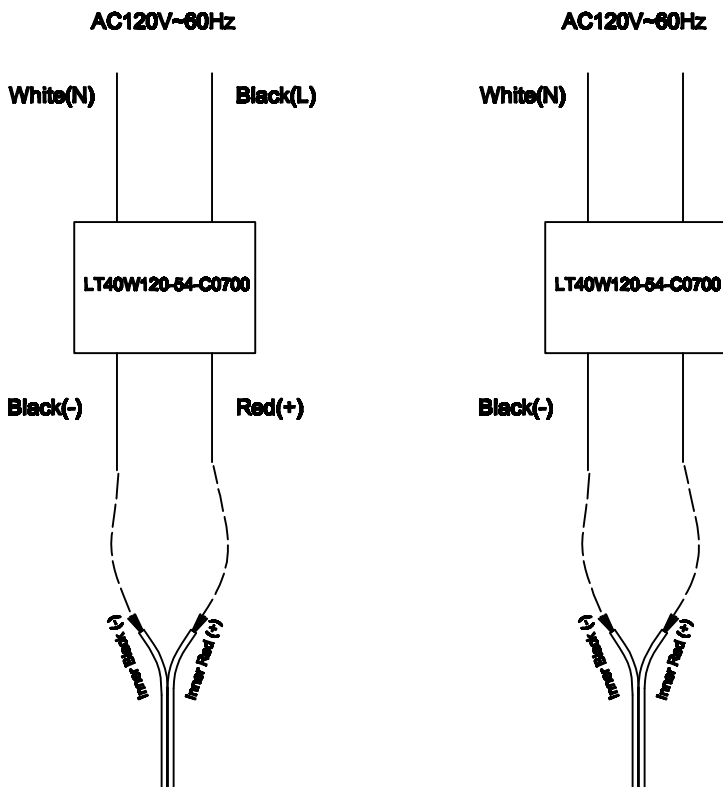 AC120V~60Hz
White(N)
Black(L)
LT40W120-54-C0700
Black(-)
Red(+)
Inner Black (-)
Inner Red (+)
AC120V~60Hz
White(N)
LT40W120-54-C0700
Black(-)
Inner Black (-)
Inner Red (+)